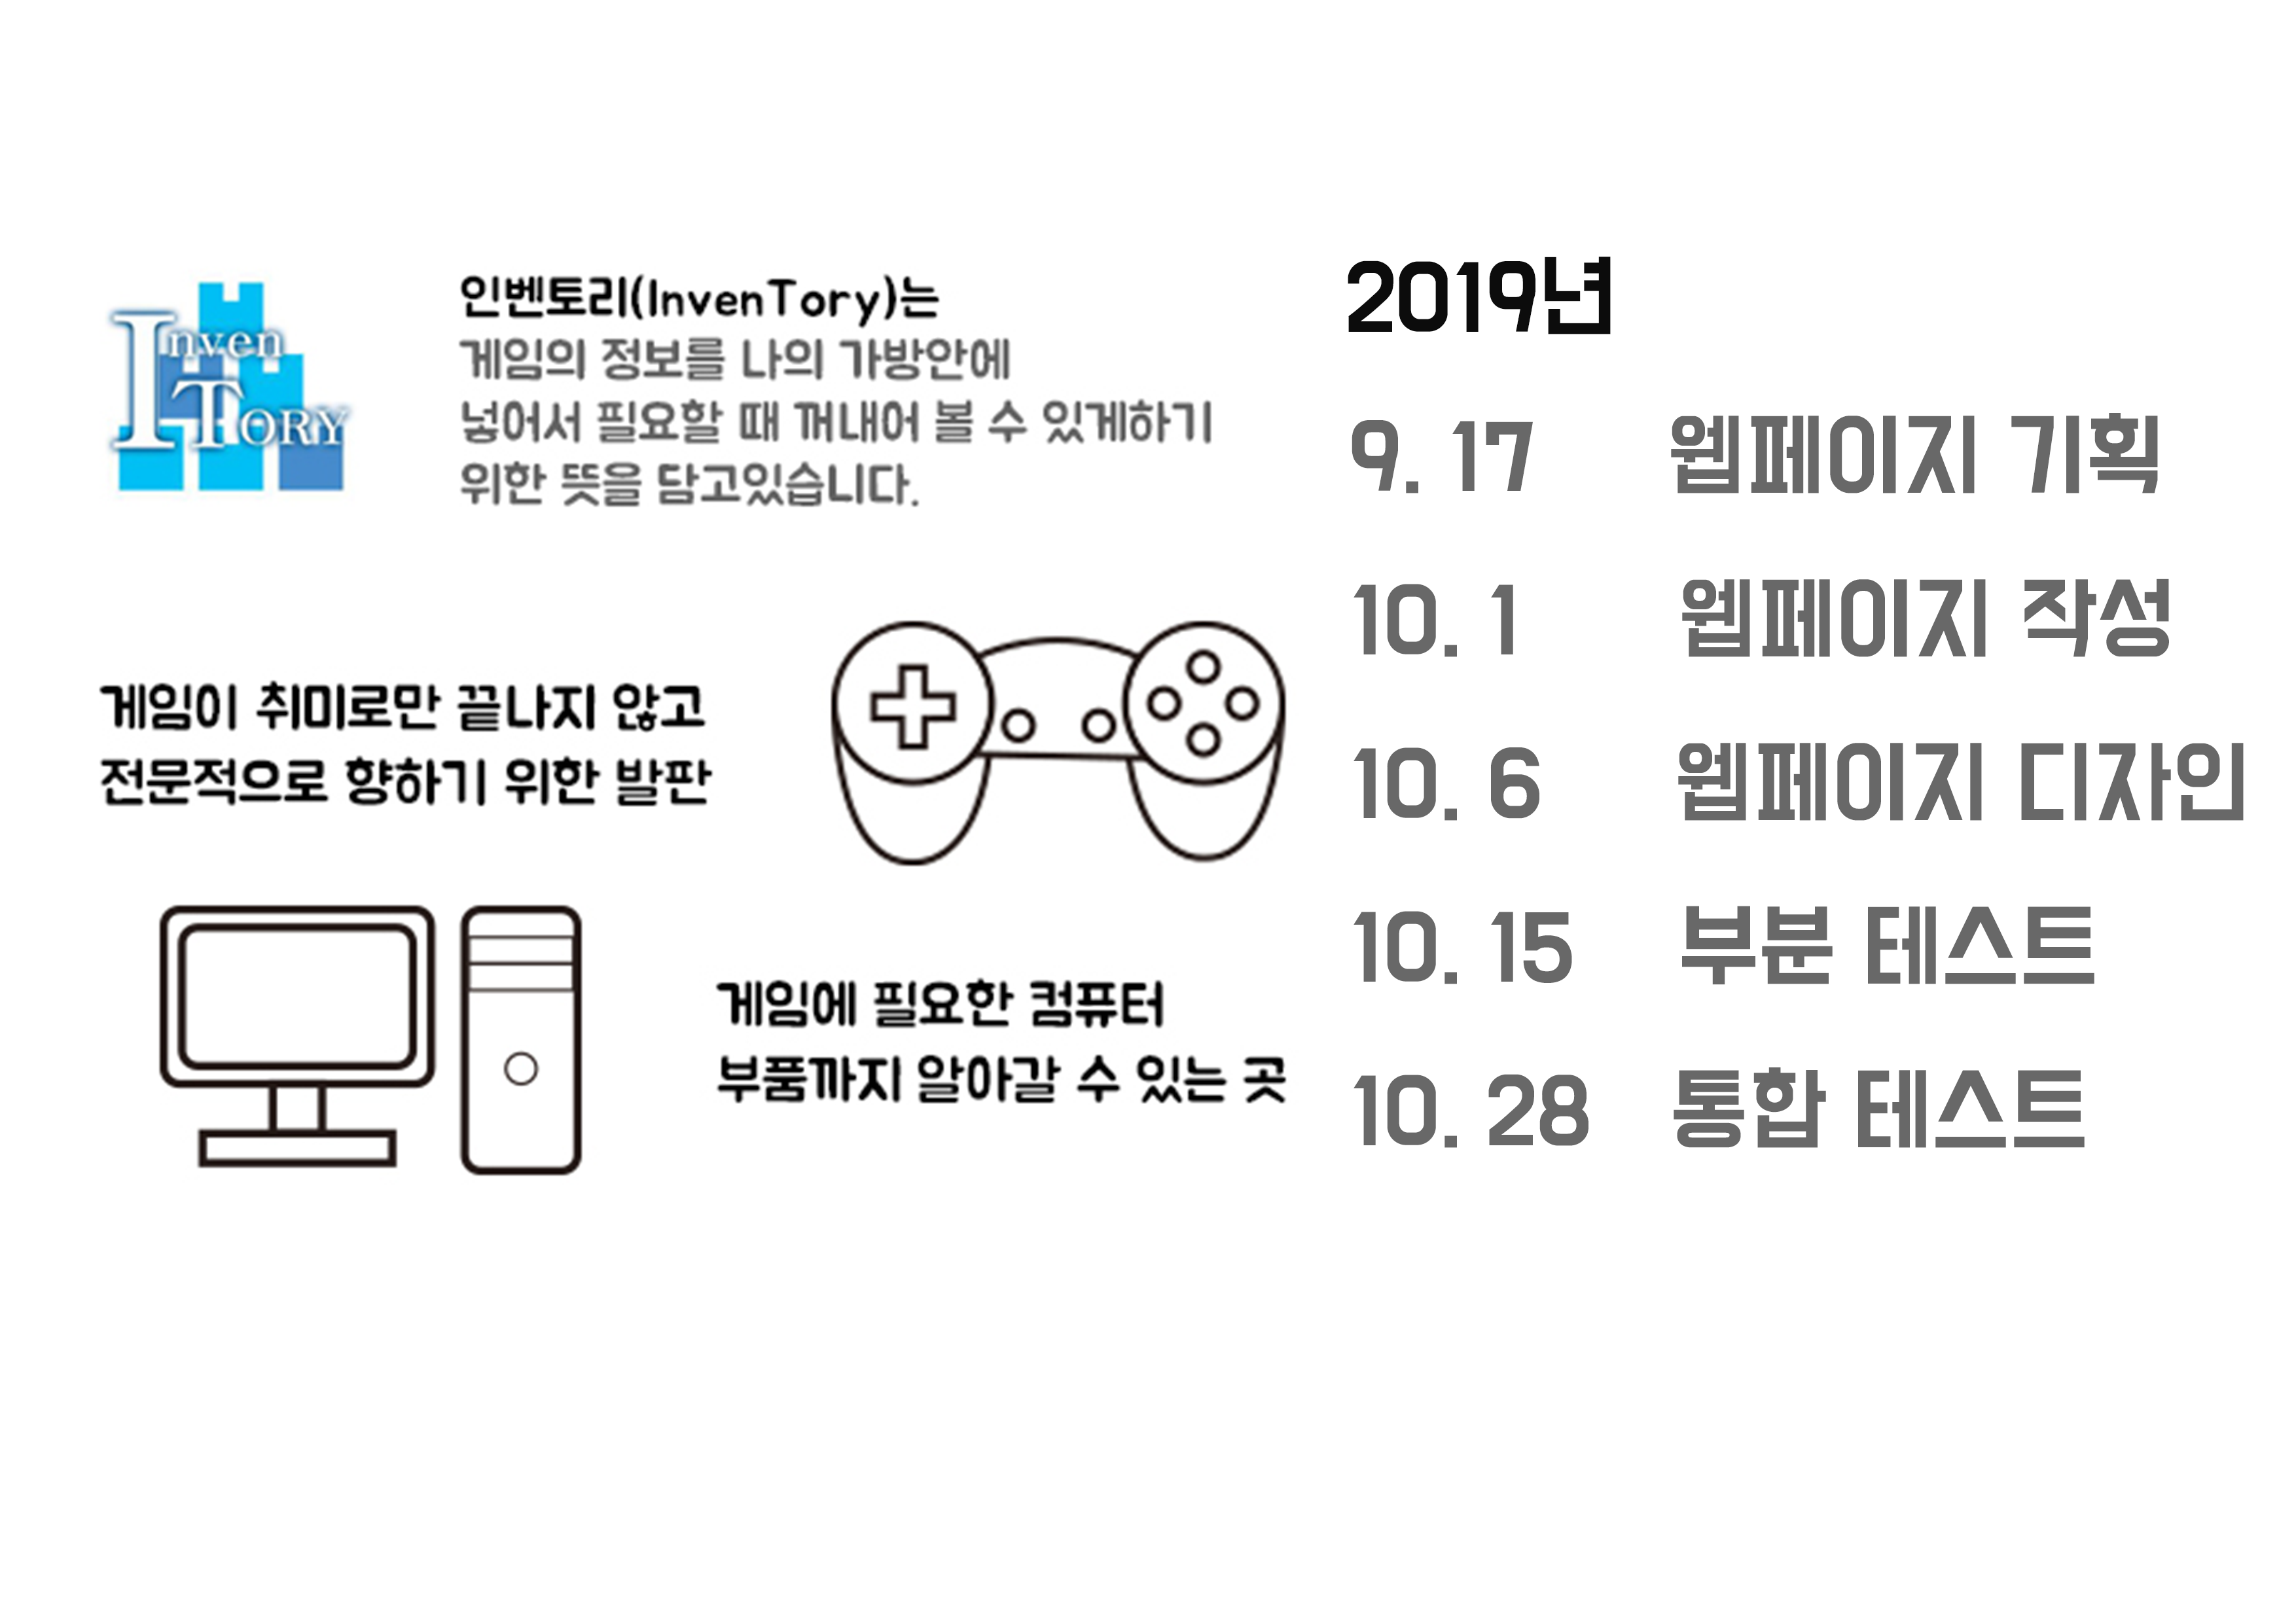 Inven
Tory
인벤토리(InvenTory)는
게임의 정보를 나의 가방안에
넣어서 필요할 때 꺼내어 볼 수 있게하기
위한 뜻을 담고있습니다.
게임이 취미로만 끝나지 않고
전문적으로 향하기 위한 발판
게임에 필요한 컴퓨터
부품까지 알아갈 수 있는 곳
2019년
9. 17 웹페이지 기획
10. 1 웹페이지 작성
10. 6 웹페이지 디자인
10. 15 부분 테스트
10. 28 통합 테스트